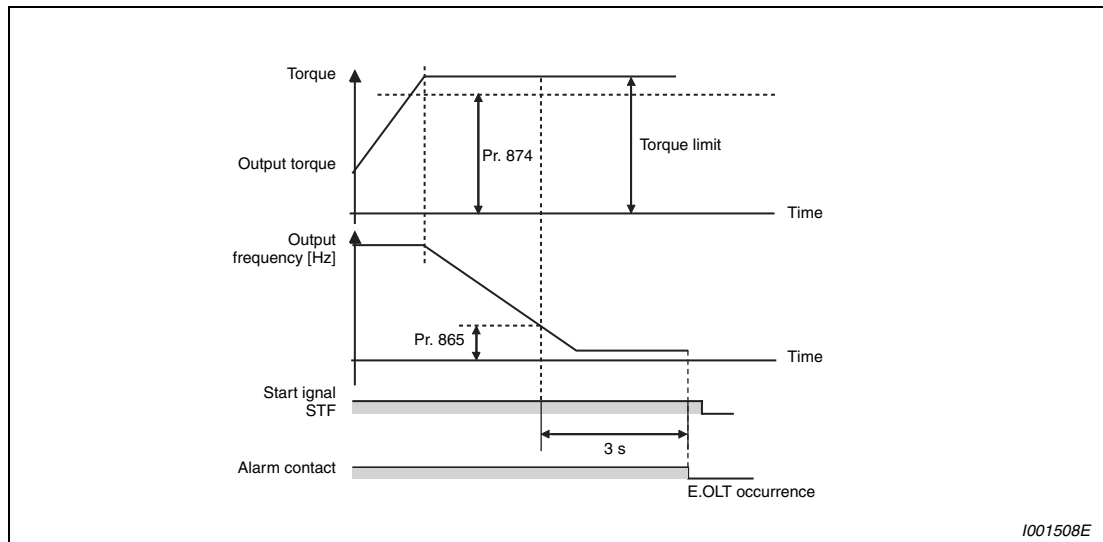 Torque
Output torque
Pr. 874
Torque limit
Time
Output
frequency [Hz]
Pr. 865
Time
Start ignal
STF
3 s
Alarm contact
E.OLT occurrence
I001508E